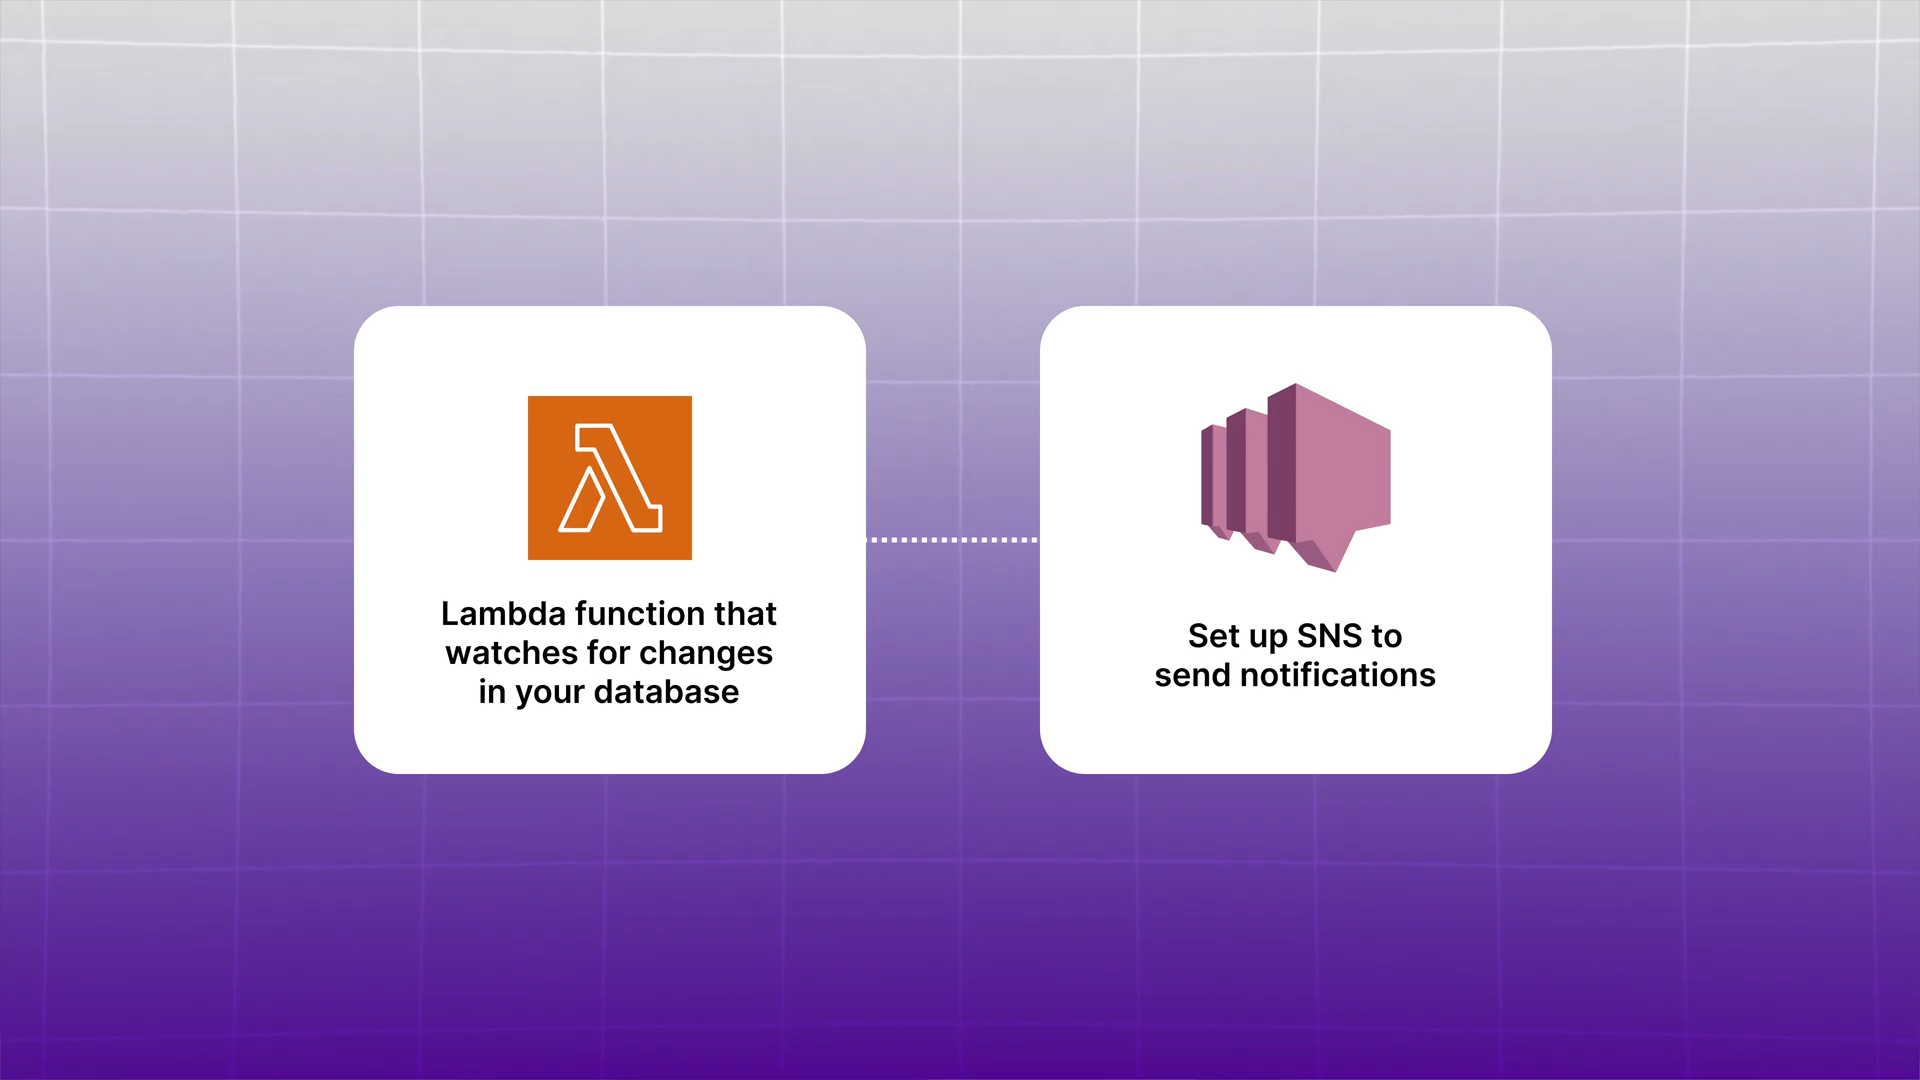 Lambda function that
watches for changes
in your database
Set up SNS to
send notifications